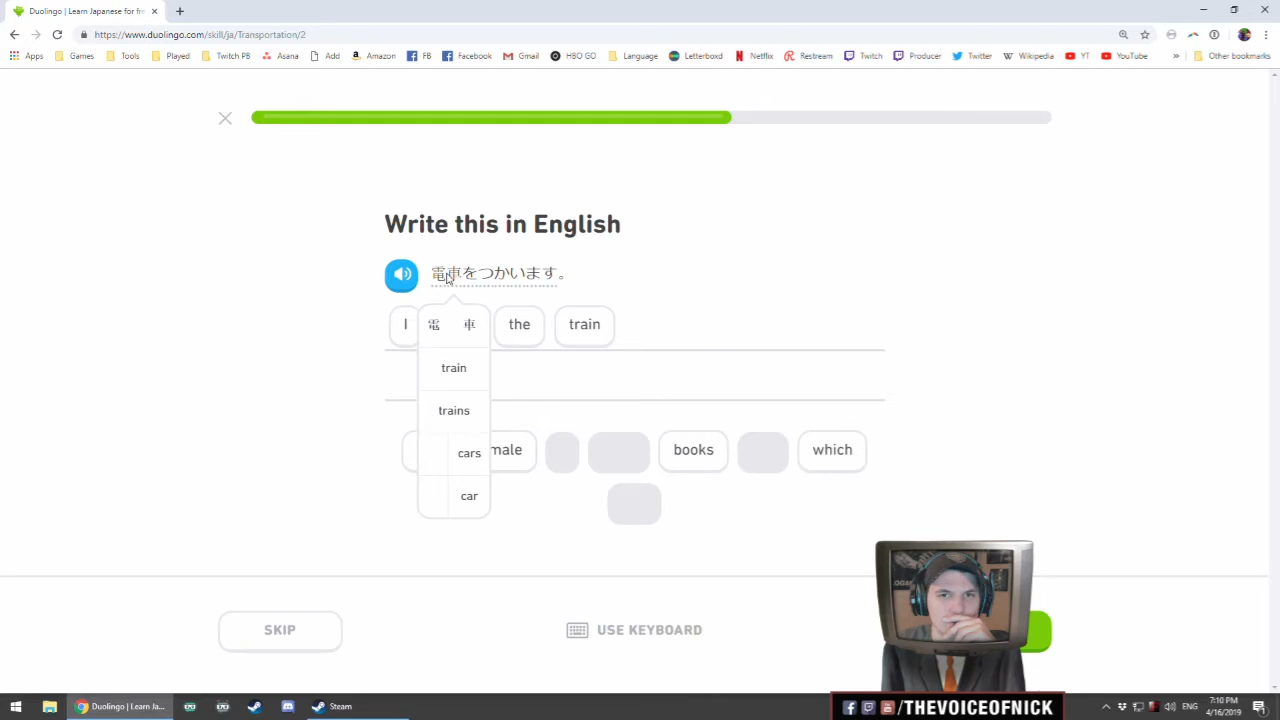 Duolingo | Learn Japanese for fr
https://www.duolingo.com/skill/ja/Transportation/2
Apps Games Tools Played Twitch PB Asana Add Amazon FB Facebook Gmail HBO GO Language Letterboxd Netflix Restream Twitch Producer Twitter Wikipedia YT YouTube » Other bookmarks
Write this in English
電車をつかいます。
I 電 車 the train
train
trains
male books which
cars
car
SKIP
USE KEYBOARD
Duolingo | Learn Ja... Steam
/THEVOICEOFNICK
ENG
7:10 PM
4/16/2019